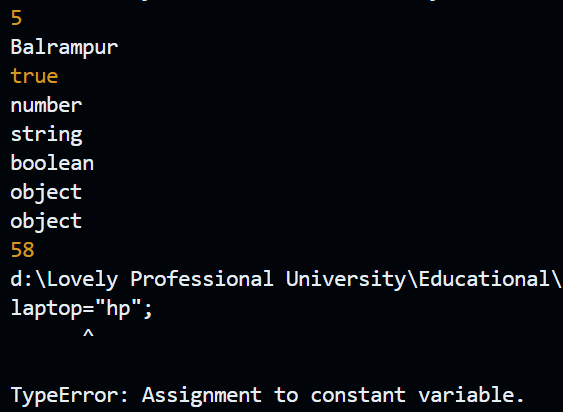 5
Balrampur
true
number
string
boolean
object
object
58
d:\Lovely Professional University\Educational\
laptop="hp";
^
TypeError: Assignment to constant variable.